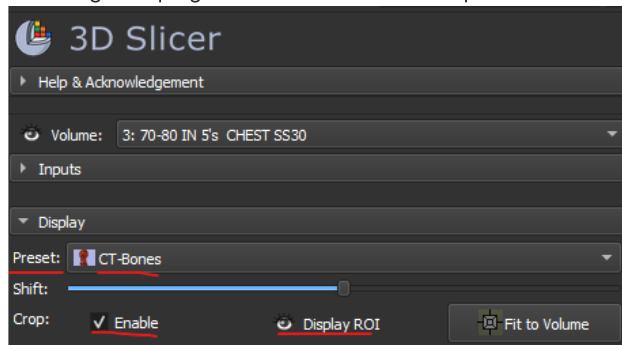 3D Slicer
Help & Acknowledgement
Volume: 3: 70-80 IN 5's CHEST SS30
Inputs
Display
Preset: CT-Bones
Shift:
Crop: Enable Display ROI Fit to Volume